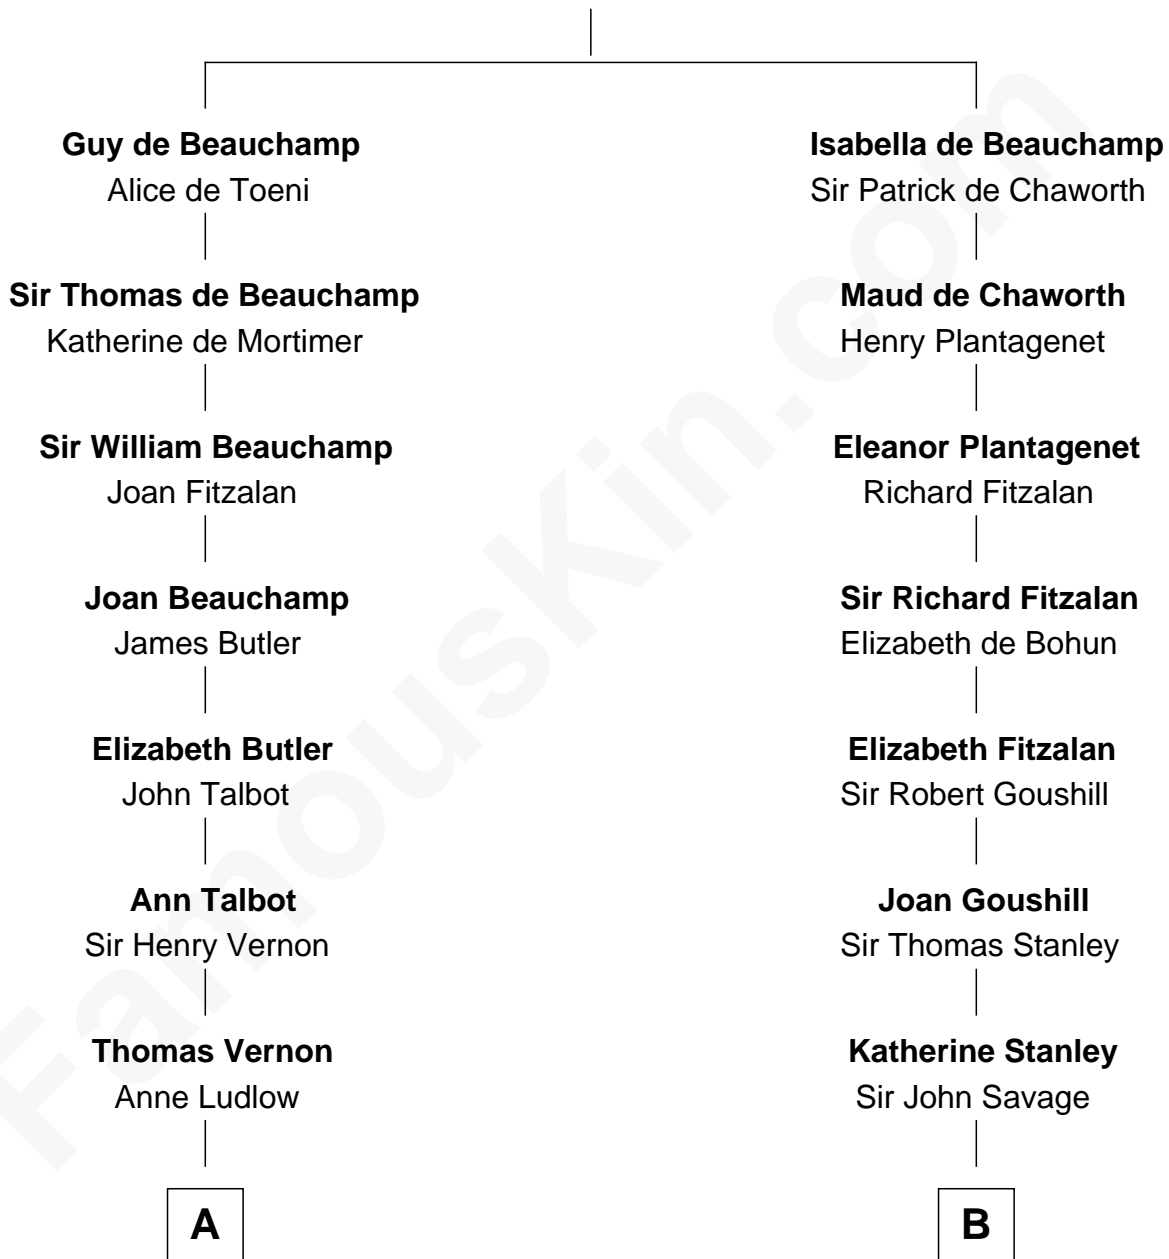 Guy de Beauchamp
Alice de Toeni
Sir Thomas de Beauchamp
Katherine de Mortimer
Sir William Beauchamp
Joan Fitzalan
Joan Beauchamp
James Butler
Elizabeth Butler
John Talbot
Ann Talbot
Sir Henry Vernon
Thomas Vernon
Anne Ludlow
A
Isabella de Beauchamp
Sir Patrick de Chaworth
Maud de Chaworth
Henry Plantagenet
Eleanor Plantagenet
Richard Fitzalan
Sir Richard Fitzalan
Elizabeth de Bohun
Elizabeth Fitzalan
Sir Robert Goushill
Joan Goushill
Sir Thomas Stanley
Katherine Stanley
Sir John Savage
B
FamousKin.com